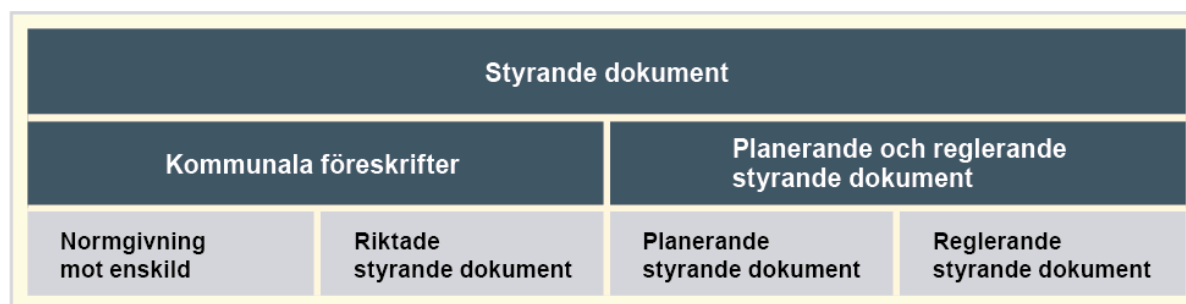 Styrande dokument
Kommunala föreskrifter
Planerande och reglerande
styrande dokument
Normgivning
mot enskild
Riktade
styrande dokument
Planerande
styrande dokument
Reglerande
styrande dokument